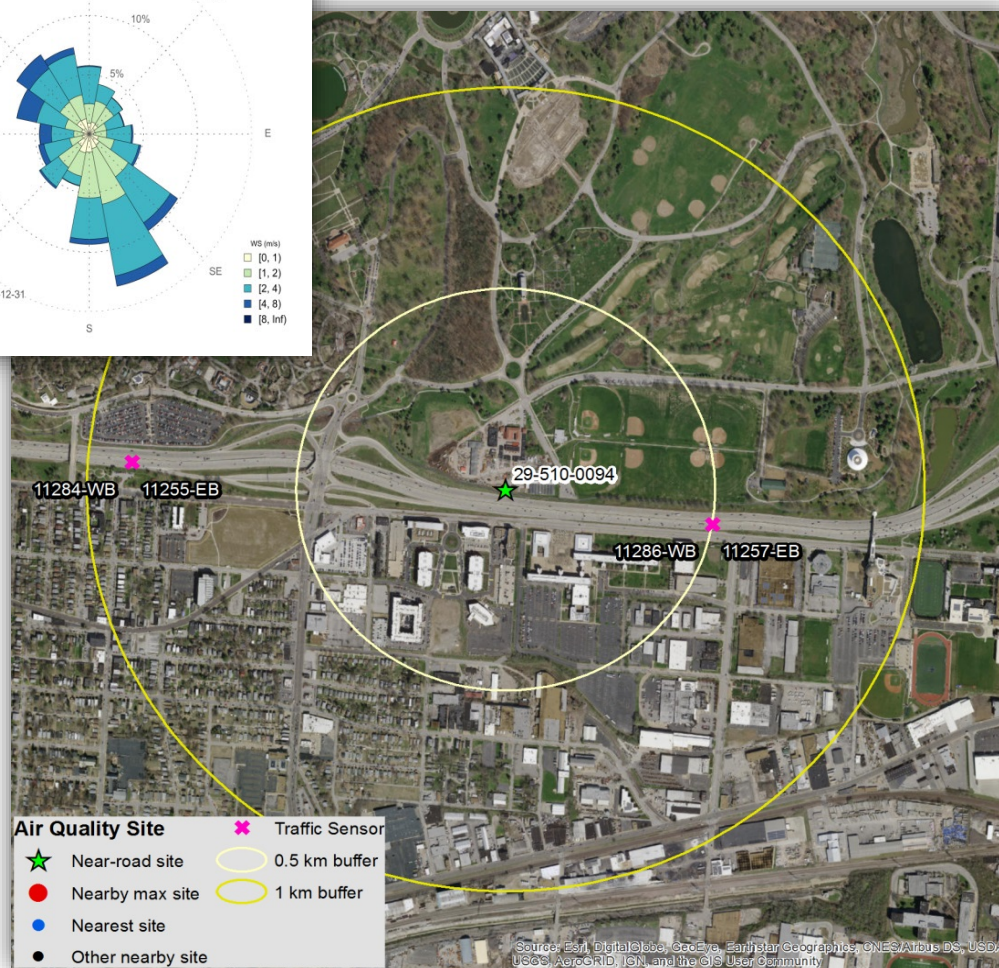 10%
5%
E
SE
S
12-31
WS (m/s)
[0, 1)
[1, 2)
[2, 4)
[4, 8)
[8, Inf)
29-510-0094
11284-WB
11255-EB
11286-WB
11257-EB
Air Quality Site
Near-road site
Nearby max site
Nearest site
Other nearby site
Traffic Sensor
0.5 km buffer
1 km buffer
Source: Esri, DigitalGlobe, GeoEye, Earthstar Geographics, CNES/Airbus DS, USDA
USGS, AeroGRID, IGN, and the GIS User Community